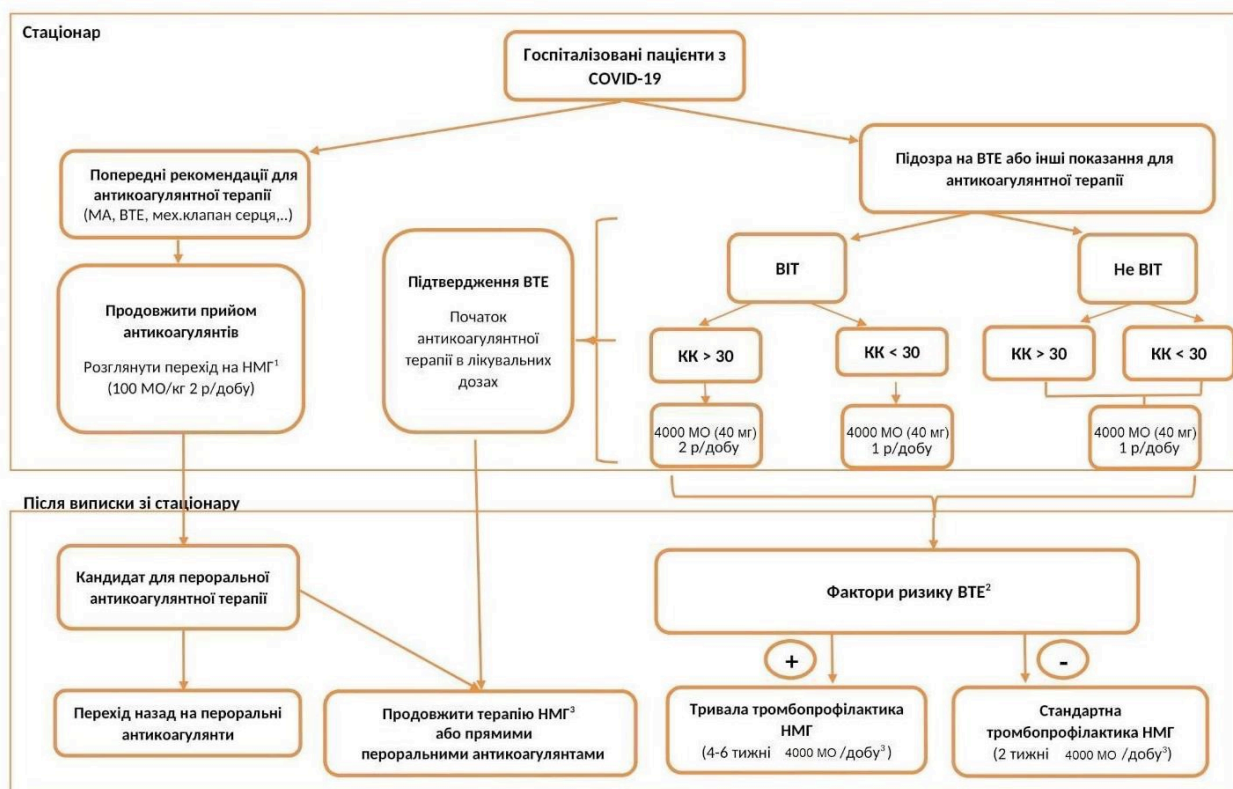 Стаціонар
Госпіталізовані пацієнти з
COVID-19
Попередні рекомендації для
антикоагулянтної терапії
(МА, ВТЕ, мех.клапан серця,..)
Підозра на ВТЕ або інші показання для
антикоагулянтної терапії
Продовжити прийом
антикоагулянтів
Розглянути перехід на НМГ¹
(100 МО/кг 2 р/добу)
Підтвердження ВТЕ
Початок
антикоагулянтної
терапії в лікувальних
дозах
ВІТ
Не ВІТ
КК > 30
КК < 30
КК > 30
КК < 30
4000 МО (40 мг)
2 р/добу
4000 МО (40 мг)
1 р/добу
4000 МО (40 мг)
1 р/добу
Після виписки зі стаціонару
Кандидат для пероральної
антикоагулянтної терапії
Фактори ризику ВТЕ²
+
-
Перехід назад на пероральні
антикоагулянти
Продовжити терапію НМГ³
або прямими
пероральними антикоагулянтами
Тривала тромбопрофілактика
НМГ
(4-6 тижні 4000 МО /добу³)
Стандартна
тромбопрофілактика НМГ
(2 тижні 4000 МО /добу³)